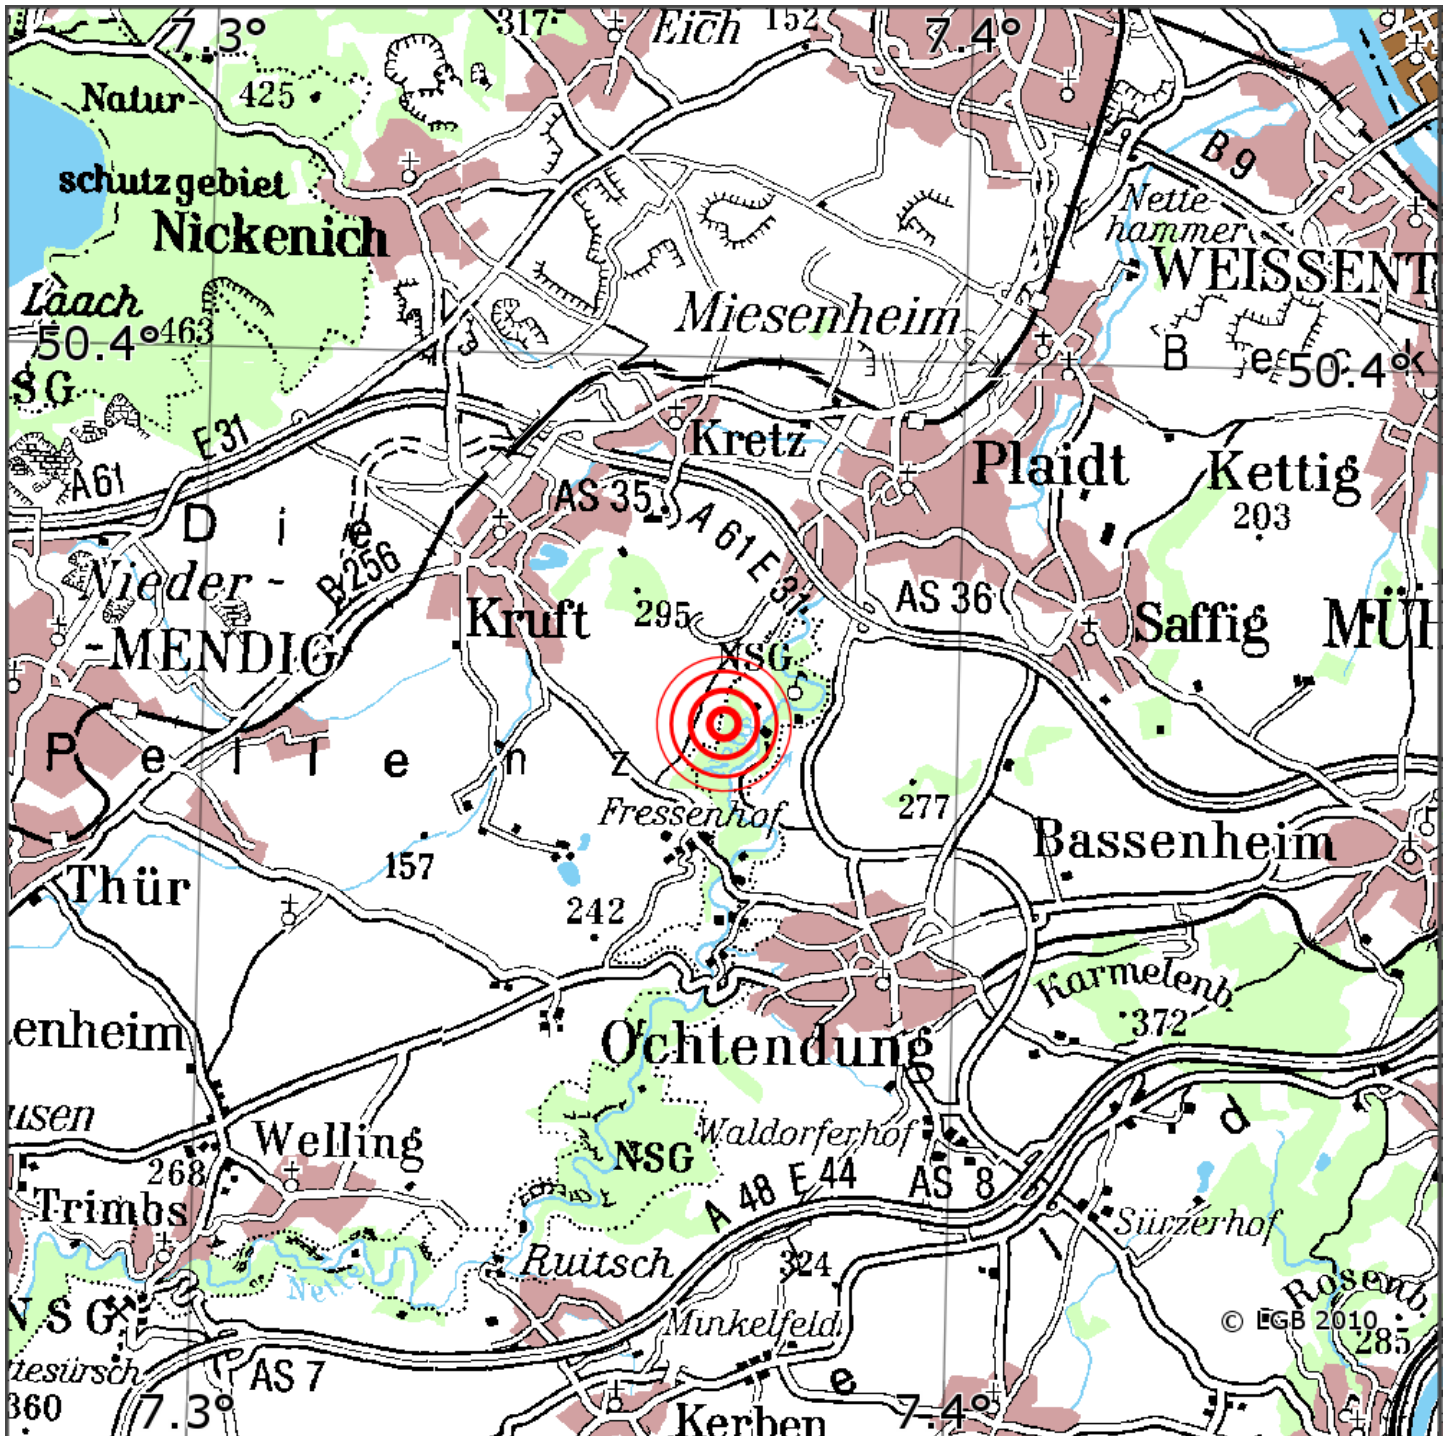 317
Eich
152
7.3°
7.4°
Natur-
425
B 9
schutzgebiet
Nickenich
Nette-
hammer
WEISSENT
Laach
463
Miesenheim
50.4°
B e c k
50.4°
SG
E 31
Kretz
Plaidt
Kettig
A61
AS 35
A 61 E 31
203
D i e
Nieder-
B 256
295
AS 36
Kruft
Saffig
MÜL
-MENDIG
NSG
P e l l e n z
Fressenhof
277
Bassenheim
157
Thür
242
Karmelenb.
372
enheim
Ochtendung
usen
Welling
Waldorferhof
d
268
NSG
A 48 E 44
AS 8
Trimbs
Sürzerhof
Ruitsch
324
Nette
Rosenb.
NSG
Minkelfeld
© LGB 2010
285
tesürsch
AS 7
e
360
7.3°
7.4°
Kerben